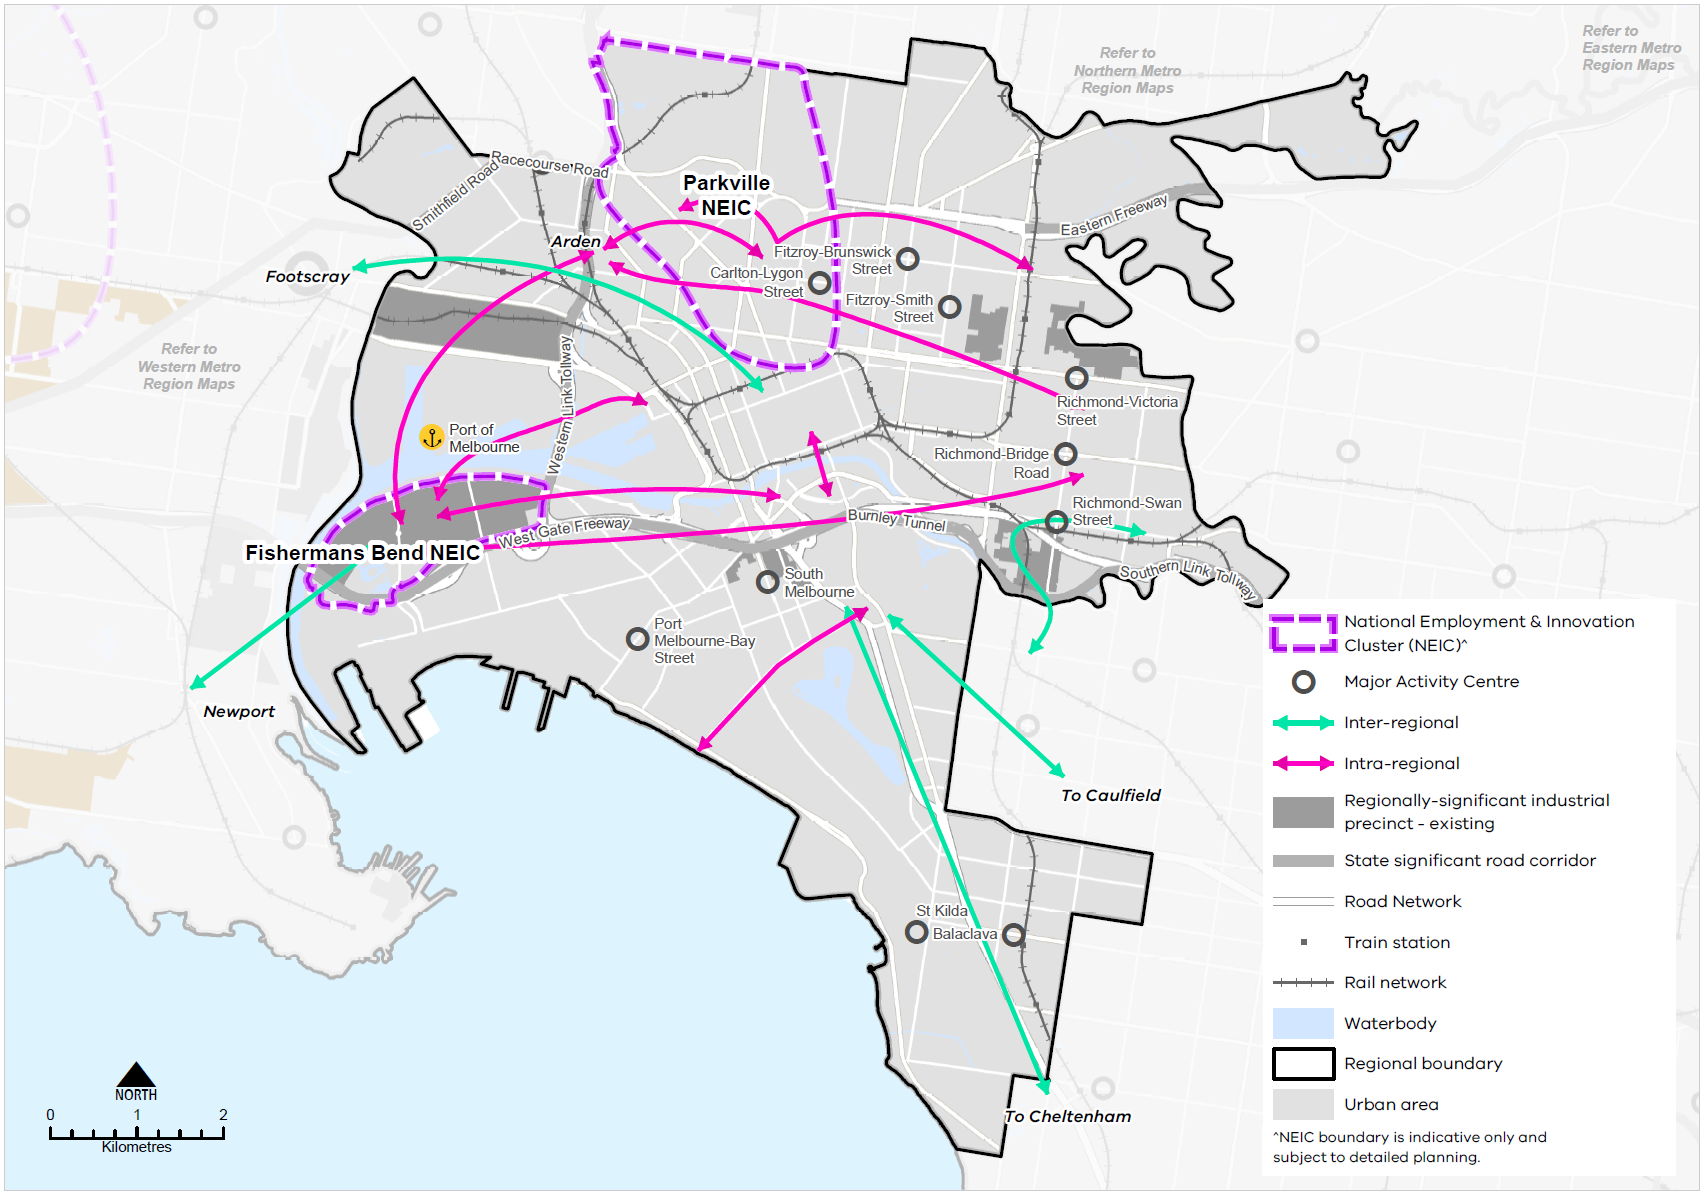 Refer to
Northern Metro
Region Maps
Refer to
Eastern Metro
Region Maps
Racecourse Road
Smithfield Road
Parkville
NEIC
Eastern Freeway
Arden
Footscray
Fitzroy-Brunswick
Street
Carlton-Lygon
Street
Fitzroy-Smith
Street
Refer to
Western Metro
Region Maps
Western Link Tollway
Richmond-Victoria
Street
Port of
Melbourne
Richmond-Bridge
Road
Richmond-Swan
Street
Burnley Tunnel
West Gate Freeway
Fishermans Bend NEIC
Southern Link Tollway
South
Melbourne
Port
Melbourne-Bay
Street
Newport
To Caulfield
St Kilda
Balaclava
To Cheltenham
NORTH
0 1 2
Kilometres
National Employment & Innovation
Cluster (NEIC)^
Major Activity Centre
Inter-regional
Intra-regional
Regionally-significant industrial
precinct - existing
State significant road corridor
Road Network
Train station
Rail network
Waterbody
Regional boundary
Urban area
^NEIC boundary is indicative only and
subject to detailed planning.